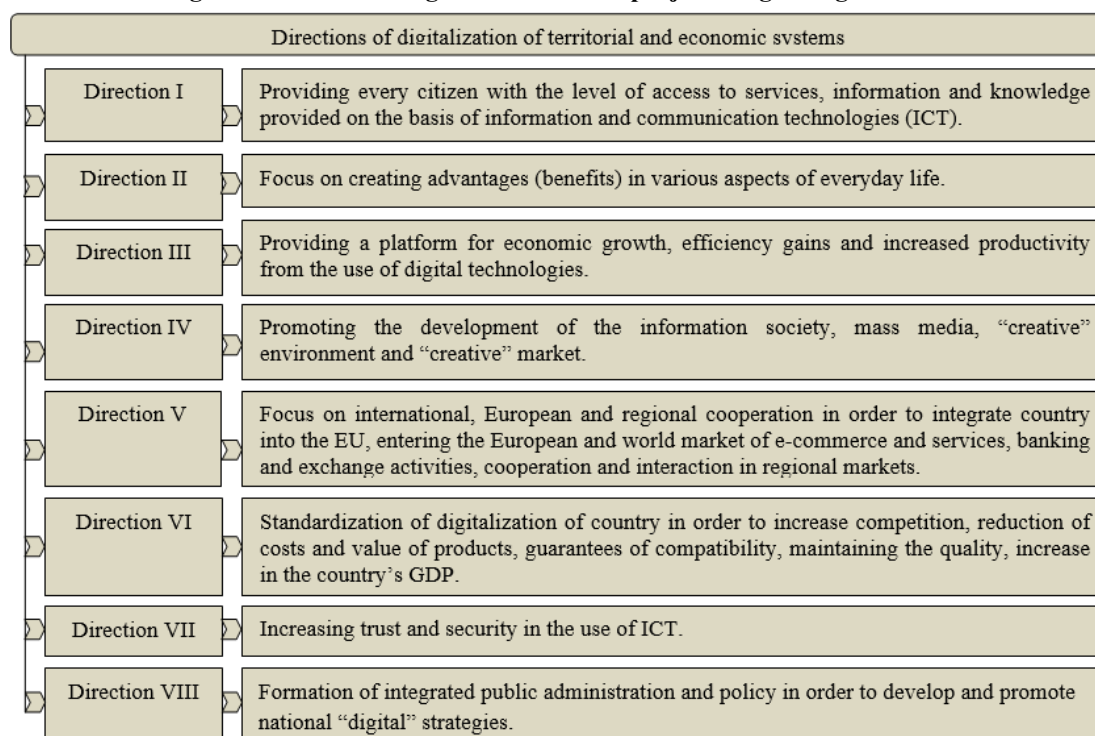 Directions of digitalization of territorial and economic systems
Direction I
Providing every citizen with the level of access to services, information and knowledge
provided on the basis of information and communication technologies (ICT).
Direction II
Focus on creating advantages (benefits) in various aspects of everyday life.
Direction III
Providing a platform for economic growth, efficiency gains and increased productivity
from the use of digital technologies.
Direction IV
Promoting the development of the information society, mass media, “creative”
environment and “creative” market.
Direction V
Focus on international, European and regional cooperation in order to integrate country
into the EU, entering the European and world market of e-commerce and services, banking
and exchange activities, cooperation and interaction in regional markets.
Direction VI
Standardization of digitalization of country in order to increase competition, reduction of
costs and value of products, guarantees of compatibility, maintaining the quality, increase
in the country’s GDP.
Direction VII
Increasing trust and security in the use of ICT.
Direction VIII
Formation of integrated public administration and policy in order to develop and promote
national “digital” strategies.